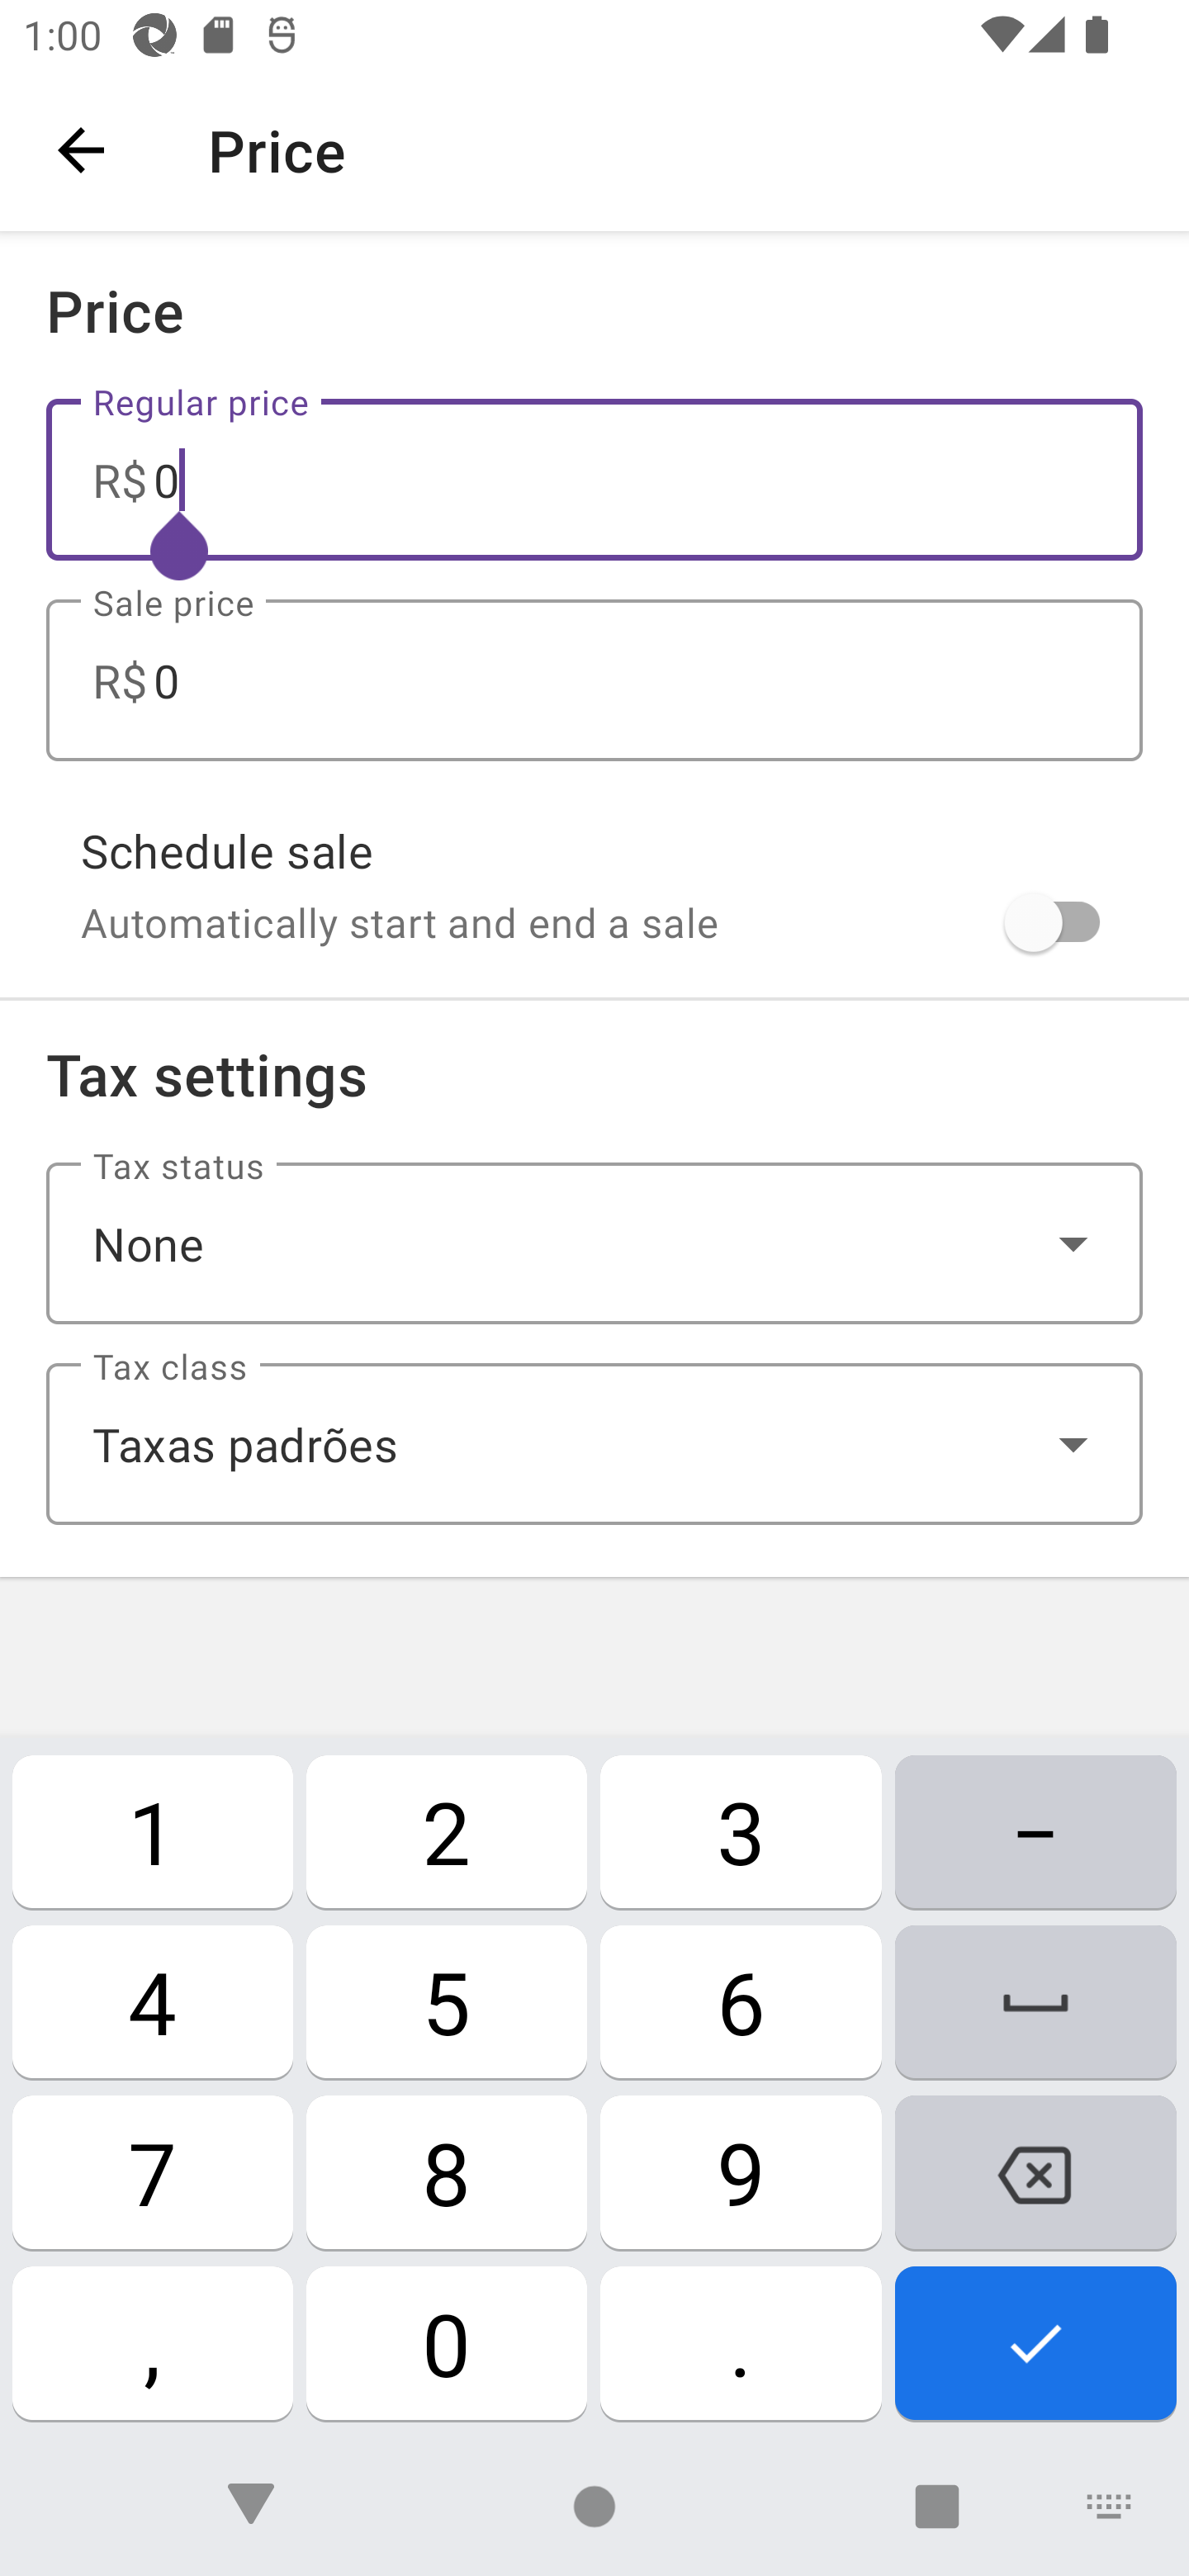 1:00
Price
Price
Regular price
R$ 0
Sale price
R$ 0
Schedule sale
Automatically start and end a sale
Tax settings
Tax status
None
Tax class
Taxas padrões
1 2 3 –
4 5 6
7 8 9
, 0 .